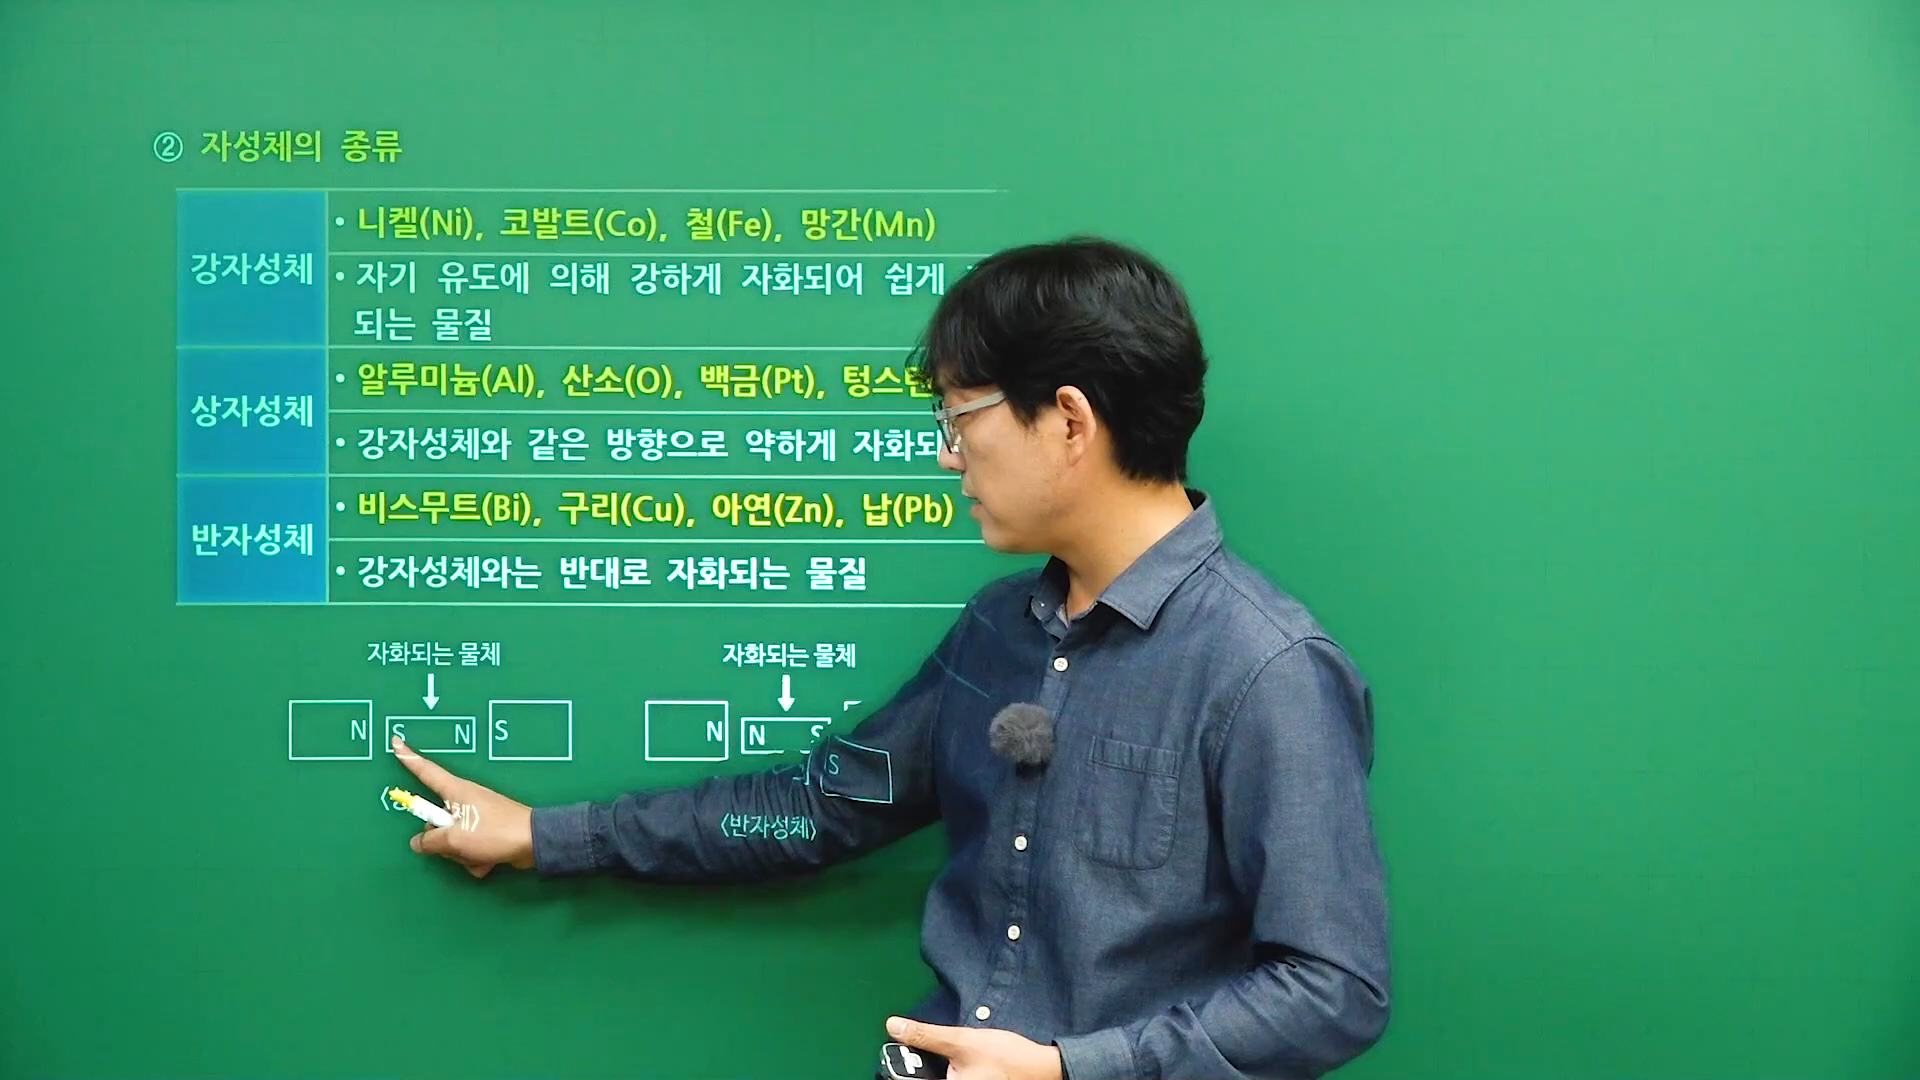 ② 자성체의 종류
강자성체
• 니켈(Ni), 코발트(Co), 철(Fe), 망간(Mn)
• 자기 유도에 의해 강하게 자화되어 쉽게
되는 물질
상자성체
• 알루미늄(Al), 산소(O), 백금(Pt),
• 강자성체와 같은 방향으로 약하게
반자성체
• 비스무트(Bi), 구리(Cu), 아연(Zn), 납(Pb)
• 강자성체와는 반대로 자화되는 물질
자화되는 물체 자화되는 물체
N S N S N N S S
<반자성체>